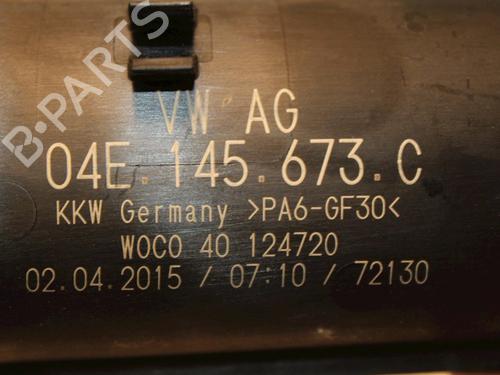 B-PARTS
VW AG
04E.145.673.C
KKW Germany >PA6-GF30<
WOCO 40 124720
02.04.2015 / 07:10 / 72130